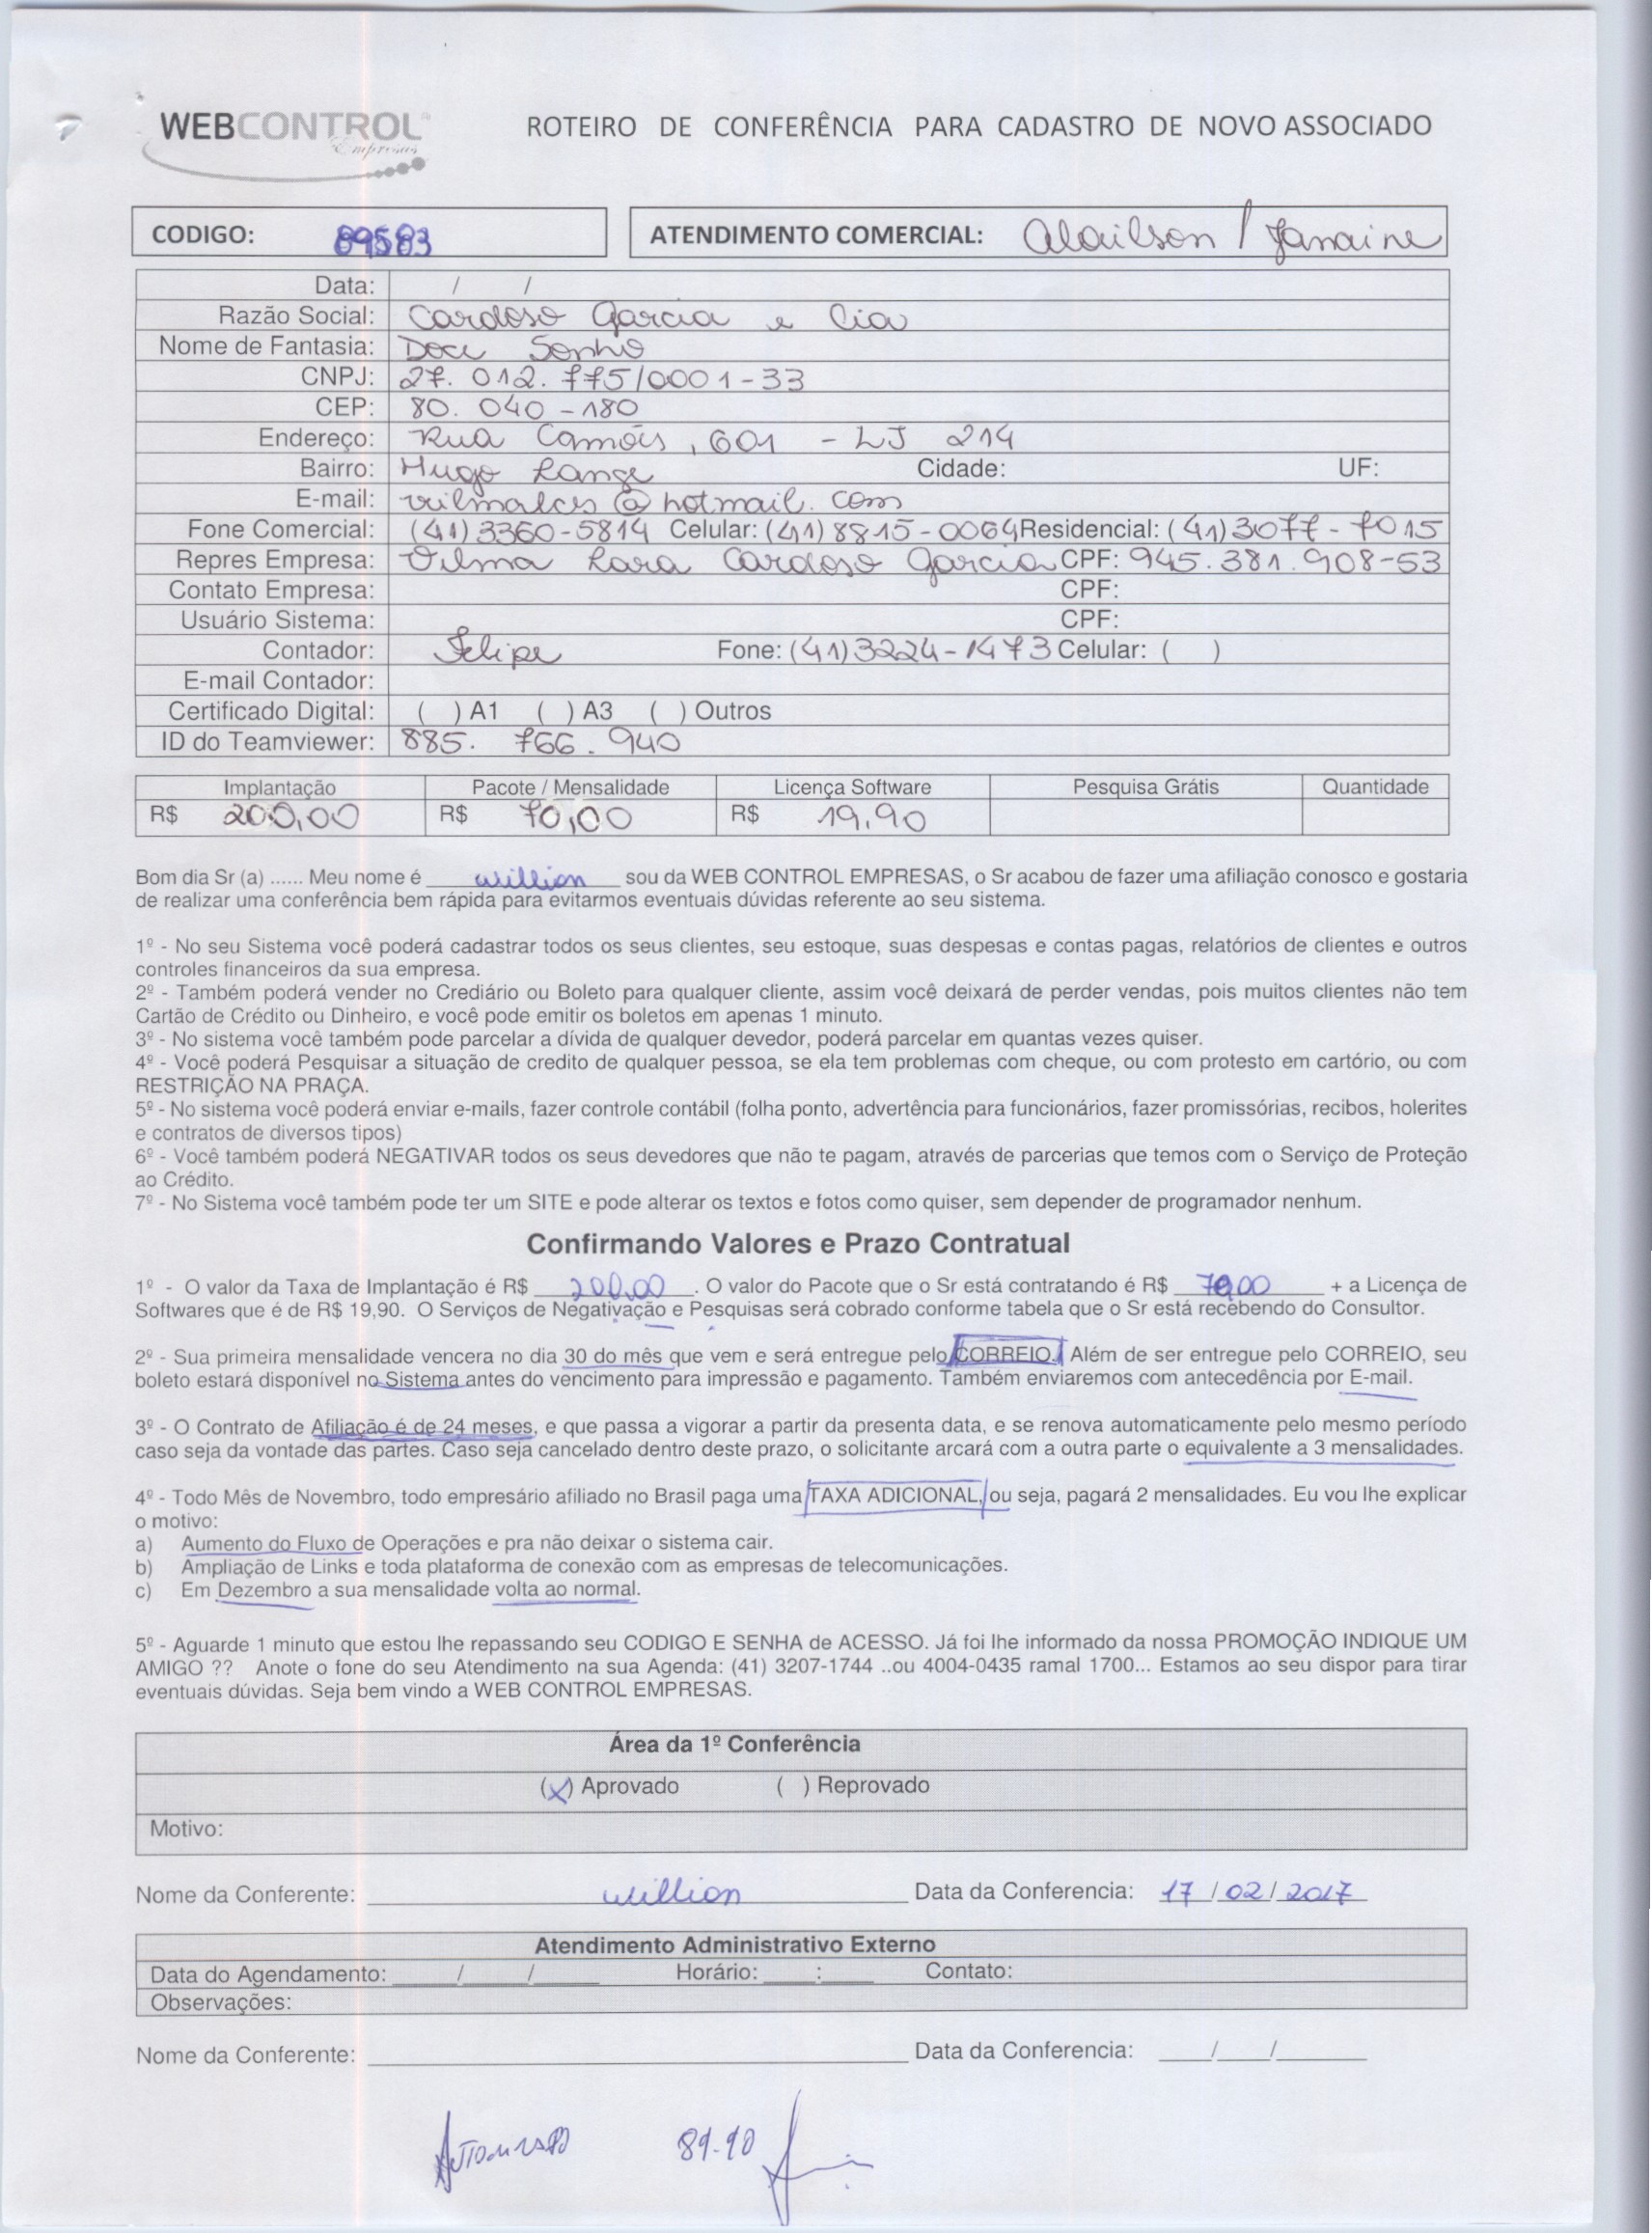 WEBCONTROL
Empresas
ROTEIRO DE CONFERÊNCIA PARA CADASTRO DE NOVO ASSOCIADO
CODIGO: 89583
ATENDIMENTO COMERCIAL: Alailson / Janaine
Data: / /
Razão Social: Cardoso Garcia e Cia
Nome de Fantasia: Doce Sonho
CNPJ: 27.012.775/0001-33
CEP: 80.040-180
Endereço: Rua Camões, 601 - LJ 214
Bairro: Hugo Lange Cidade: UF:
E-mail: vilmalcs@hotmail.com
Fone Comercial: (41) 3360-5814 Celular: (41) 8815-0064 Residencial: (41) 3077-7015
Repres Empresa: Vilma Lara Cardoso Garcia CPF: 945.381.908-53
Contato Empresa: CPF:
Usuário Sistema: CPF:
Contador: Felipe Fone: (41) 3224-1473 Celular: ( )
E-mail Contador:
Certificado Digital: ( ) A1 ( ) A3 ( ) Outros
ID do Teamviewer: 885. 766. 940
Implantação Pacote / Mensalidade Licença Software Pesquisa Grátis Quantidade
R$ 200,00 R$ 70,00 R$ 19,90
Bom dia Sr (a) ...... Meu nome é willion sou da WEB CONTROL EMPRESAS, o Sr acabou de fazer uma afiliação conosco e gostaria
de realizar uma conferência bem rápida para evitarmos eventuais dúvidas referente ao seu sistema.
1º - No seu Sistema você poderá cadastrar todos os seus clientes, seu estoque, suas despesas e contas pagas, relatórios de clientes e outros
controles financeiros da sua empresa.
2º - Também poderá vender no Crediário ou Boleto para qualquer cliente, assim você deixará de perder vendas, pois muitos clientes não tem
Cartão de Crédito ou Dinheiro, e você pode emitir os boletos em apenas 1 minuto.
3º - No sistema você também pode parcelar a dívida de qualquer devedor, poderá parcelar em quantas vezes quiser.
4º - Você poderá Pesquisar a situação de credito de qualquer pessoa, se ela tem problemas com cheque, ou com protesto em cartório, ou com
RESTRIÇÃO NA PRAÇA.
5º - No sistema você poderá enviar e-mails, fazer controle contábil (folha ponto, advertência para funcionários, fazer promissórias, recibos, holerites
e contratos de diversos tipos)
6º - Você também poderá NEGATIVAR todos os seus devedores que não te pagam, através de parcerias que temos com o Serviço de Proteção
ao Crédito.
7º - No Sistema você também pode ter um SITE e pode alterar os textos e fotos como quiser, sem depender de programador nenhum.
Confirmando Valores e Prazo Contratual
1º - O valor da Taxa de Implantação é R$ 200,00 . O valor do Pacote que o Sr está contratando é R$ 70,00 + a Licença de
Softwares que é de R$ 19,90. O Serviços de Negativação e Pesquisas será cobrado conforme tabela que o Sr está recebendo do Consultor.
2º - Sua primeira mensalidade vencera no dia 30 do mês que vem e será entregue pelo CORREIO. Além de ser entregue pelo CORREIO, seu
boleto estará disponível no Sistema antes do vencimento para impressão e pagamento. Também enviaremos com antecedência por E-mail.
3º - O Contrato de Afiliação é de 24 meses, e que passa a vigorar a partir da presente data, e se renova automaticamente pelo mesmo período
caso seja da vontade das partes. Caso seja cancelado dentro deste prazo, o solicitante arcará com a outra parte o equivalente a 3 mensalidades.
4º - Todo Mês de Novembro, todo empresário afiliado no Brasil paga uma TAXA ADICIONAL, ou seja, pagará 2 mensalidades. Eu vou lhe explicar
o motivo:
a) Aumento do Fluxo de Operações e pra não deixar o sistema cair.
b) Ampliação de Links e toda plataforma de conexão com as empresas de telecomunicações.
c) Em Dezembro a sua mensalidade volta ao normal.
5º - Aguarde 1 minuto que estou lhe repassando seu CODIGO E SENHA de ACESSO. Já foi lhe informado da nossa PROMOÇÃO INDIQUE UM
AMIGO ?? Anote o fone do seu Atendimento na sua Agenda: (41) 3207-1744 ..ou 4004-0435 ramal 1700... Estamos ao seu dispor para tirar
eventuais dúvidas. Seja bem vindo a WEB CONTROL EMPRESAS.
Área da 1º Conferência
(X) Aprovado ( ) Reprovado
Motivo:
Nome da Conferente: willion Data da Conferencia: 17 / 02 / 2017
Atendimento Administrativo Externo
Data do Agendamento: / / Horário: : Contato:
Observações:
Nome da Conferente: Data da Conferencia: / /
Automizado 89.90